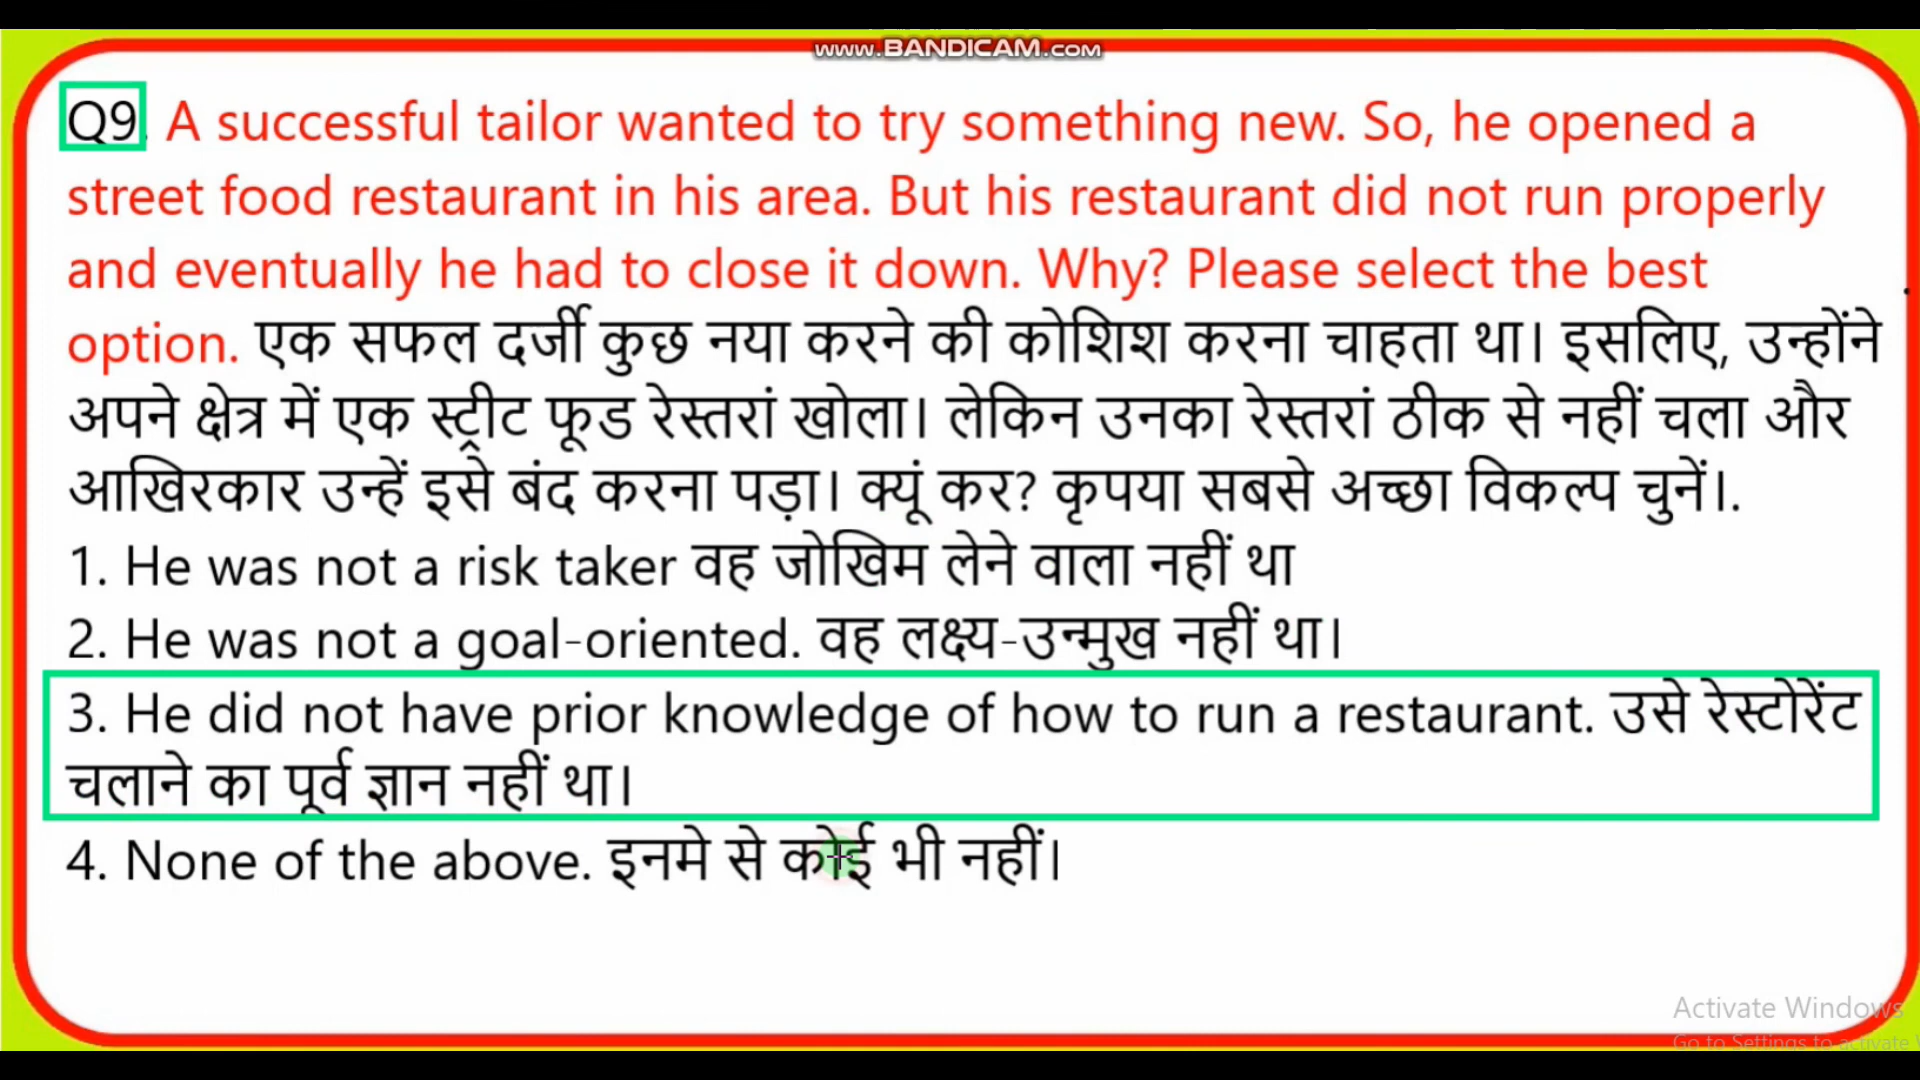 www.BANDICAM.com
Q9. A successful tailor wanted to try something new. So, he opened a
street food restaurant in his area. But his restaurant did not run properly
and eventually he had to close it down. Why? Please select the best
option. एक सफल दर्जी कुछ नया करने की कोशिश करना चाहता था। इसलिए, उन्होंने
अपने क्षेत्र में एक स्ट्रीट फूड रेस्तरां खोला। लेकिन उनका रेस्तरां ठीक से नहीं चला और
आखिरकार उन्हें इसे बंद करना पड़ा। क्यूं कर? कृपया सबसे अच्छा विकल्प चुनें।.
1. He was not a risk taker वह जोखिम लेने वाला नहीं था
2. He was not a goal-oriented. वह लक्ष्य-उन्मुख नहीं था।
3. He did not have prior knowledge of how to run a restaurant. उसे रेस्टोरेंट
चलाने का पूर्व ज्ञान नहीं था।
4. None of the above. इनमे से कोई भी नहीं।
Activate Windows
Go to Settings to activate